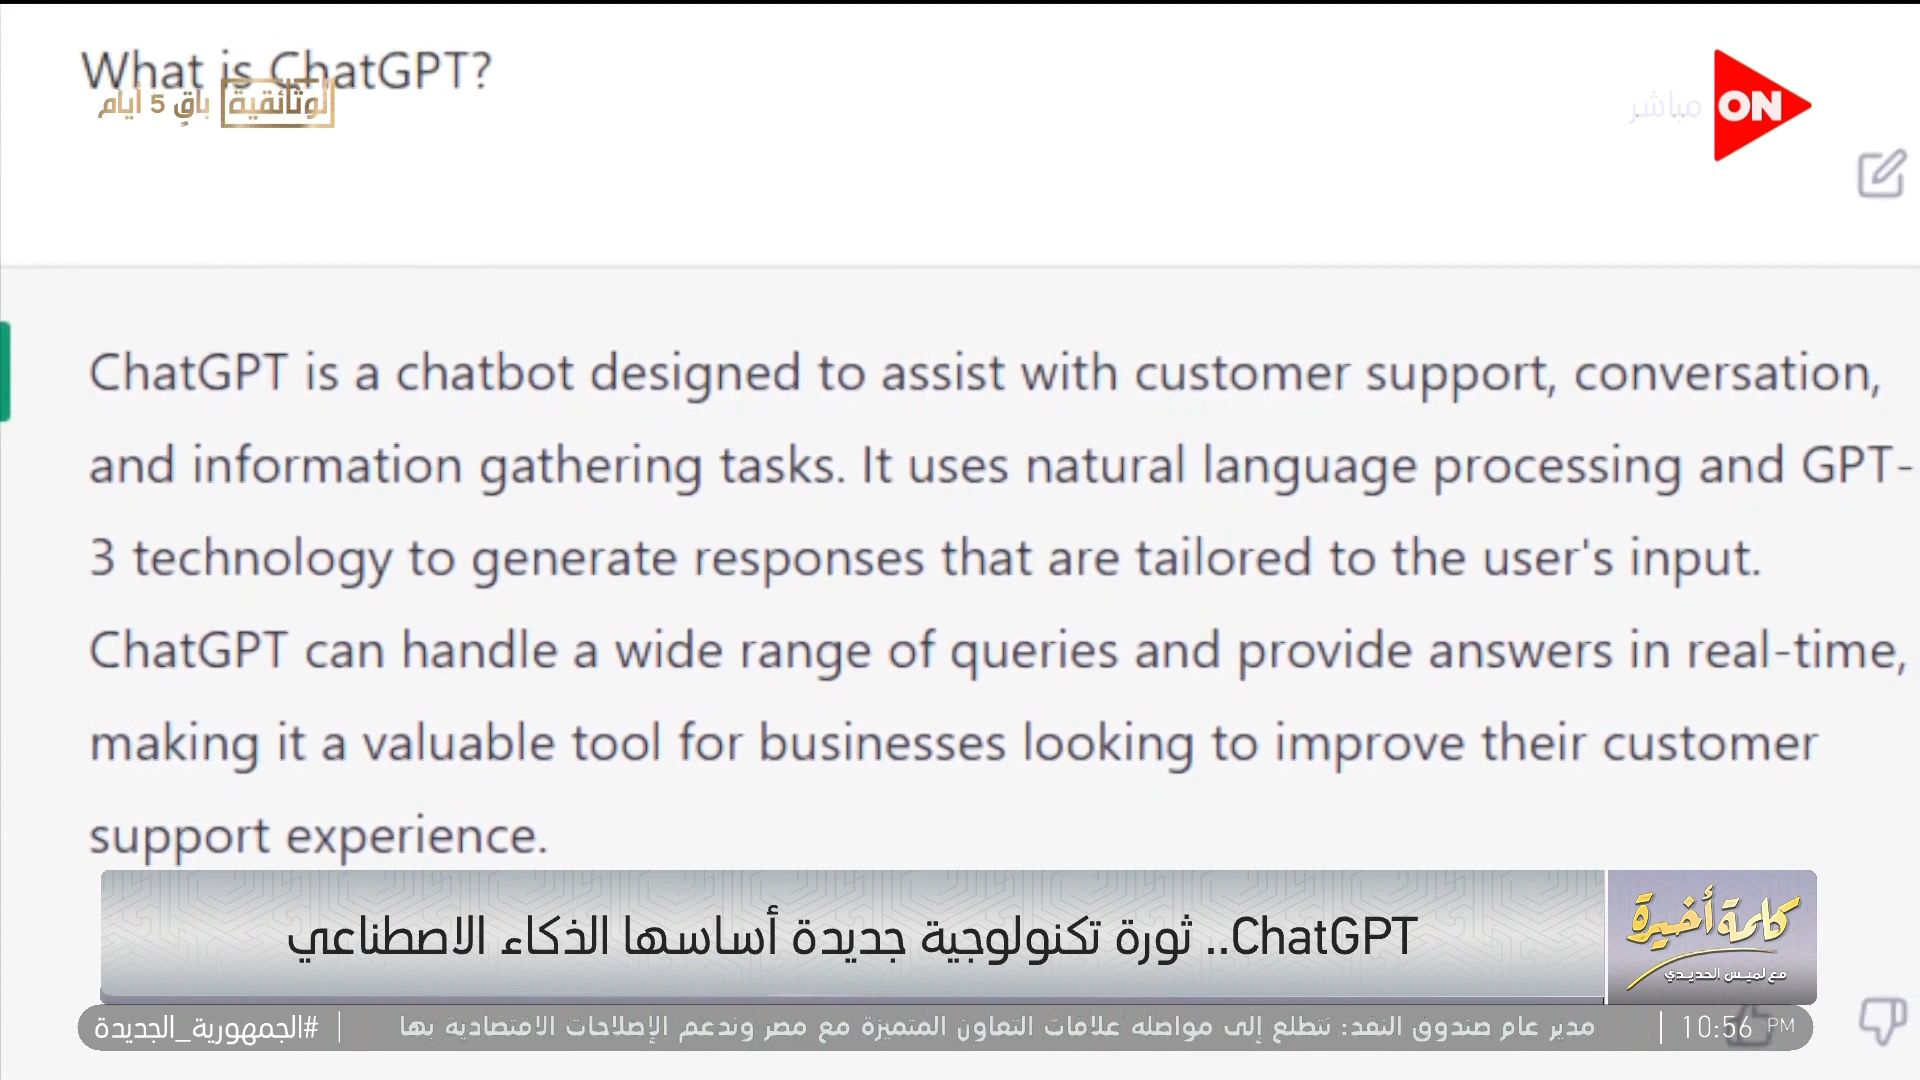 What is ChatGPT?
الوثائقية باقٍ 5 أيام
مباشر ON
ChatGPT is a chatbot designed to assist with customer support, conversation,
and information gathering tasks. It uses natural language processing and GPT-
3 technology to generate responses that are tailored to the user's input.
ChatGPT can handle a wide range of queries and provide answers in real-time,
making it a valuable tool for businesses looking to improve their customer
support experience.
ChatGPT.. ثورة تكنولوجية جديدة أساسها الذكاء الاصطناعي
كلمة أخيرة
مع لميس الحديدي
10:56 PM
مدير عام صندوق النقد: نتطلع إلى مواصلة علاقات التعاون المتميزة مع مصر وندعم الإصلاحات الاقتصادية بها
#الجمهورية_الجديدة